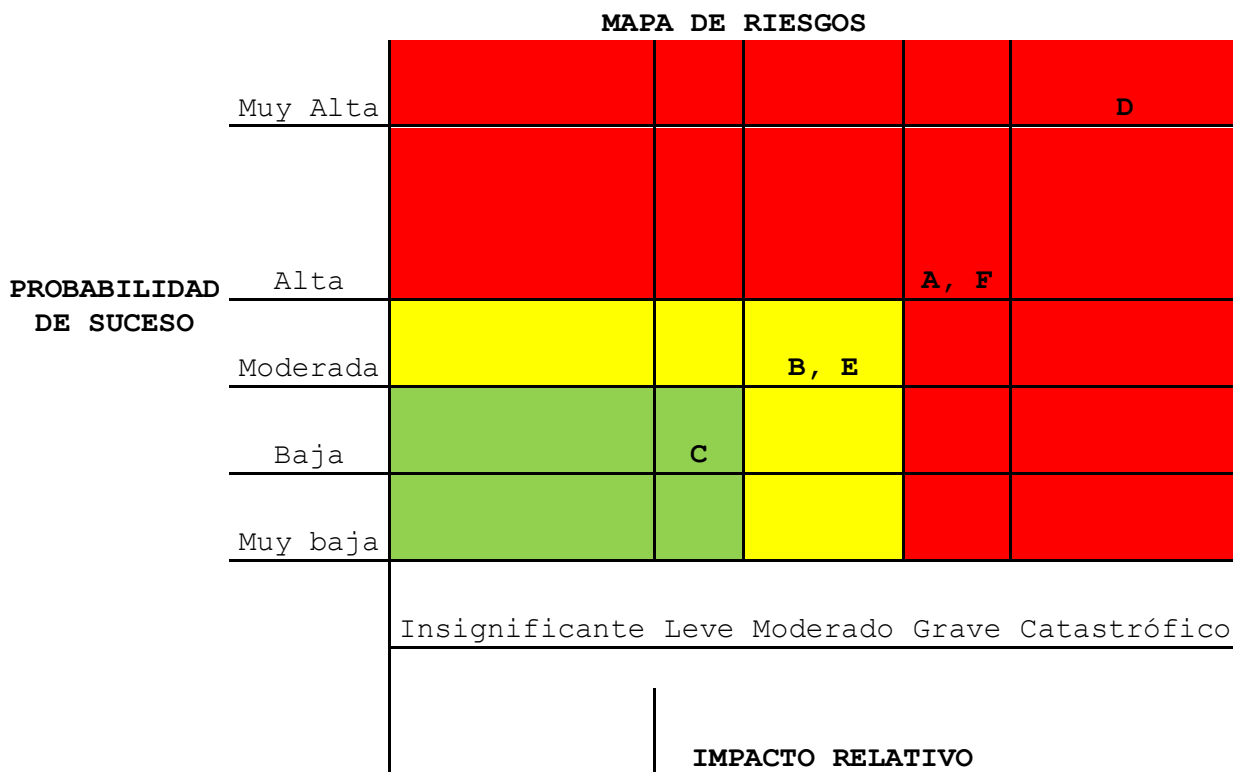 MAPA DE RIESGOS
Muy Alta D
Alta A, F
PROBABILIDAD
DE SUCESO
Moderada B, E
Baja C
Muy baja
Insignificante Leve Moderado Grave Catastrófico
IMPACTO RELATIVO